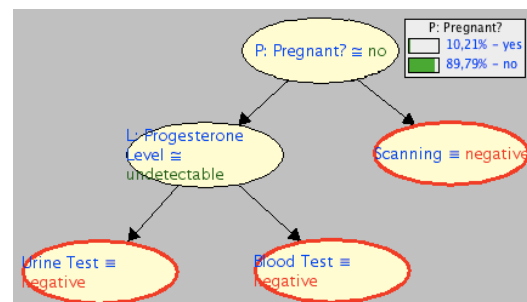 P: Pregnant?
10,21% – yes
89,79% – no
P: Pregnant? ≅ no
L: Progesterone
Level ≅
undetectable
Scanning ≡ negative
Urine Test ≡
negative
Blood Test ≡
negative